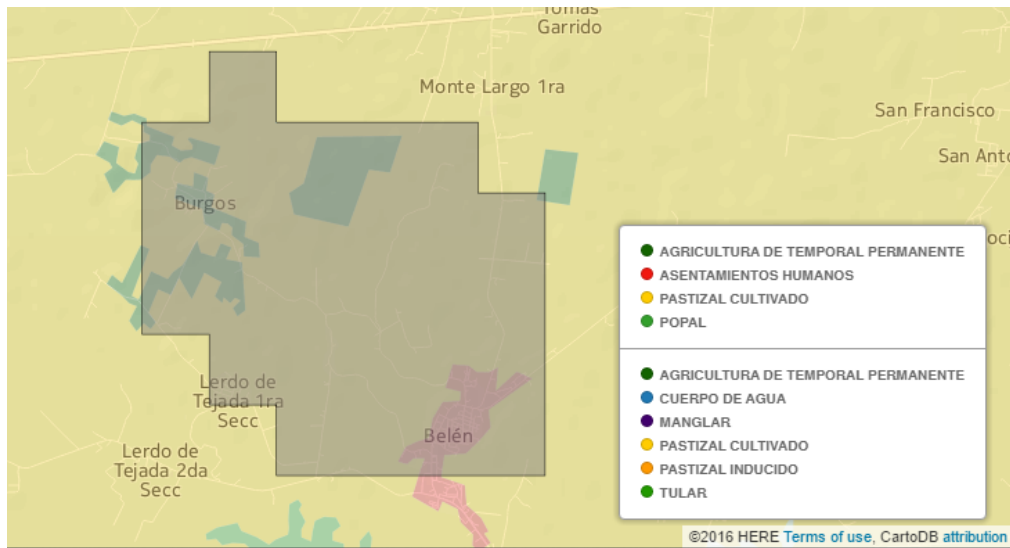 Tomás
Garrido
Monte Largo 1ra
San Francisco
San Anto
Burgos
oci
Lerdo de
Tejada 1ra
Secc
Belén
Lerdo de
Tejada 2da
Secc
AGRICULTURA DE TEMPORAL PERMANENTE
ASENTAMIENTOS HUMANOS
PASTIZAL CULTIVADO
POPAL
AGRICULTURA DE TEMPORAL PERMANENTE
CUERPO DE AGUA
MANGLAR
PASTIZAL CULTIVADO
PASTIZAL INDUCIDO
TULAR
©2016 HERE Terms of use, CartoDB attribution